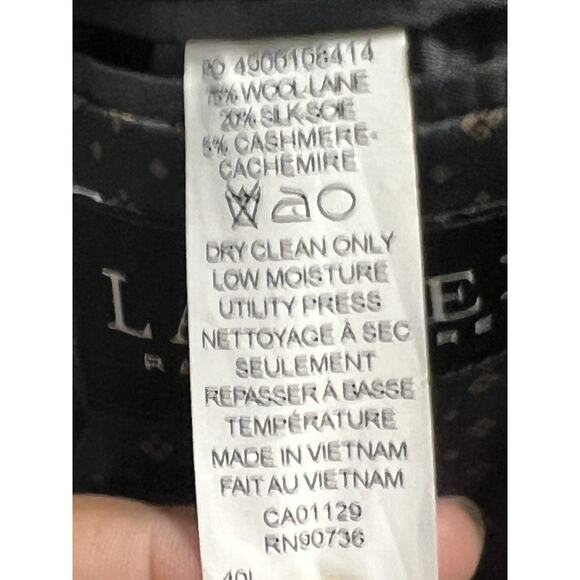 PO 4900156414
75% WOOL-LAINE
20% SILK-SOIE
5% CASHMERE-
CACHEMIRE
DRY CLEAN ONLY
LOW MOISTURE
UTILITY PRESS
NETTOYAGE À SEC
SEULEMENT
REPASSER À BASSE
TEMPÉRATURE
MADE IN VIETNAM
FAIT AU VIETNAM
CA01129
RN90736
40L